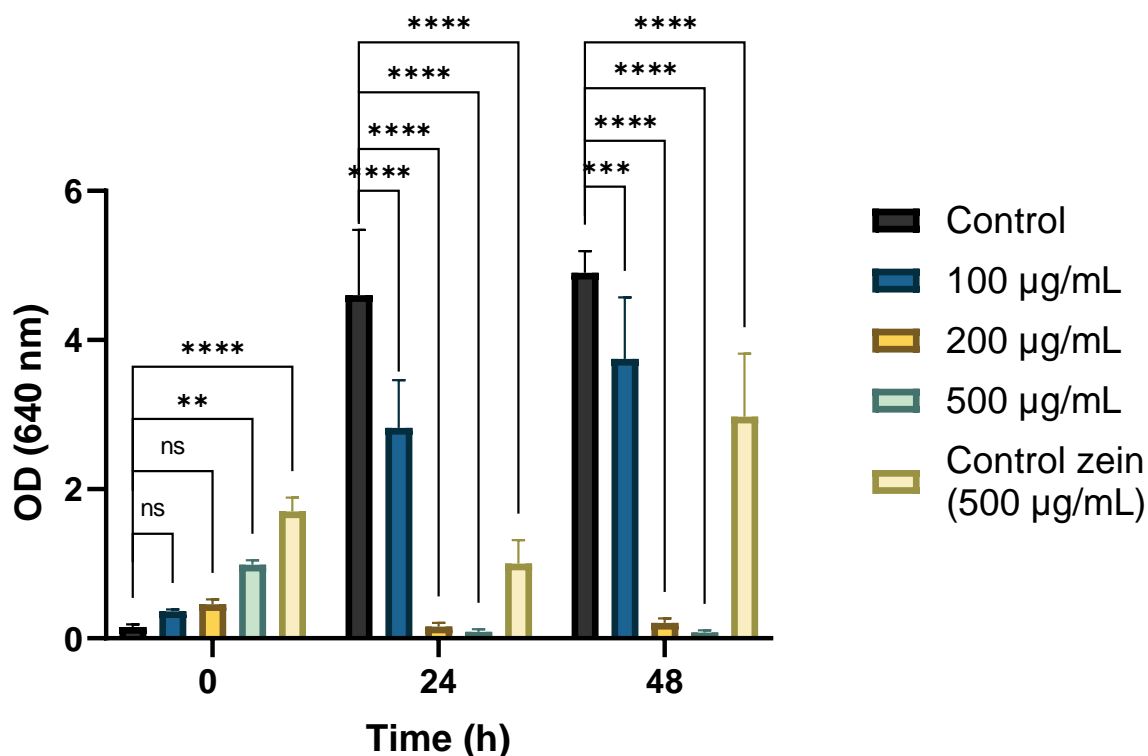 ****
****
****
****
****
****
****
***
6
4
2
0
OD (640 nm)
****
**
ns
ns
0
24
48
Time (h)
Control
100 µg/mL
200 µg/mL
500 µg/mL
Control zein
(500 µg/mL)